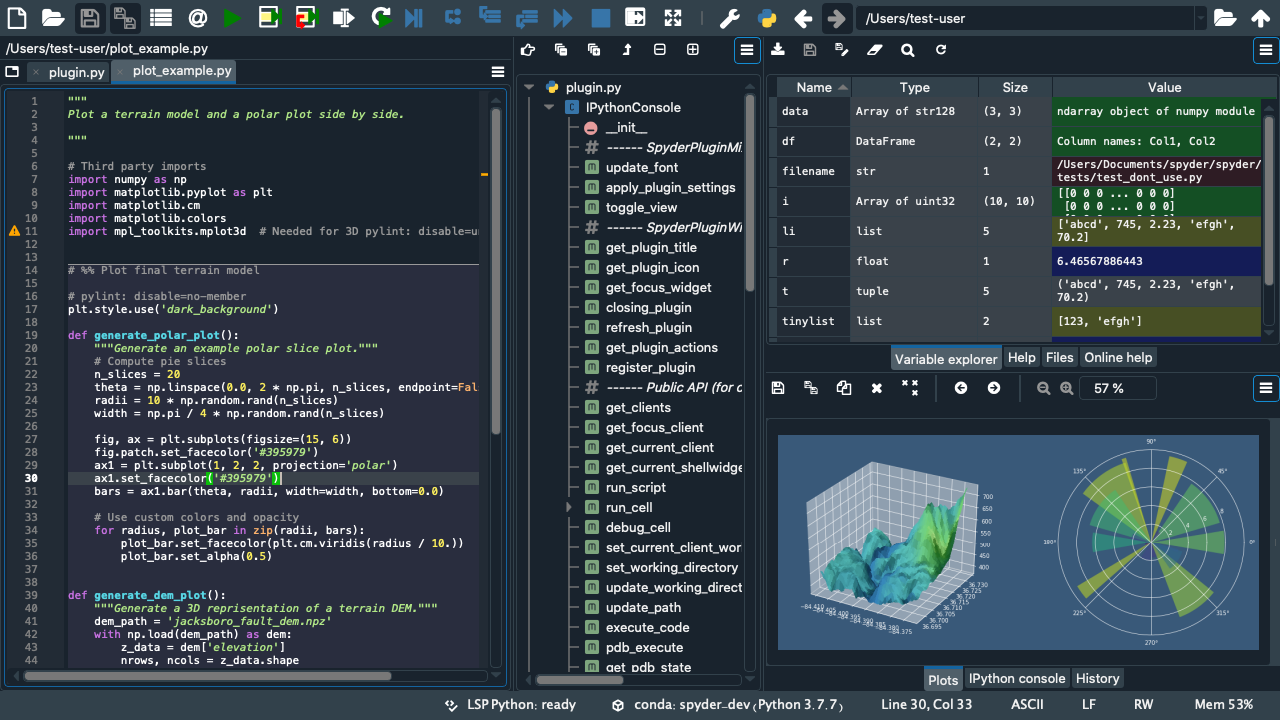 /Users/test-user
/Users/test-user/plot_example.py
plugin.py
plot_example.py
1 """
2 Plot a terrain model and a polar plot side by side.
3
4 """
5
6 # Third party imports
7 import numpy as np
8 import matplotlib.pyplot as plt
9 import matplotlib.cm
10 import matplotlib.colors
11 import mpl_toolkits.mplot3d  # Needed for 3D pylint: disable=u
12
13
14 # %% Plot final terrain model
15
16 # pylint: disable=no-member
17 plt.style.use('dark_background')
18
19 def generate_polar_plot():
20     """Generate an example polar slice plot."""
21     # Compute pie slices
22     n_slices = 20
23     theta = np.linspace(0.0, 2 * np.pi, n_slices, endpoint=Fal
24     radii = 10 * np.random.rand(n_slices)
25     width = np.pi / 4 * np.random.rand(n_slices)
26
27     fig, ax = plt.subplots(figsize=(15, 6))
28     fig.patch.set_facecolor('#395979')
29     ax1 = plt.subplot(1, 2, 2, projection='polar')
30     ax1.set_facecolor('#395979')
31     bars = ax1.bar(theta, radii, width=width, bottom=0.0)
32
33     # Use custom colors and opacity
34     for radius, plot_bar in zip(radii, bars):
35         plot_bar.set_facecolor(plt.cm.viridis(radius / 10.))
36         plot_bar.set_alpha(0.5)
37
38
39 def generate_dem_plot():
40     """Generate a 3D reprisentation of a terrain DEM."""
41     dem_path = 'jacksboro_fault_dem.npz'
42     with np.load(dem_path) as dem:
43         z_data = dem['elevation']
44         nrows, ncols = z_data.shape
plugin.py
IPythonConsole
__init__
# ------ SpyderPluginMi
update_font
apply_plugin_settings
toggle_view
# ------ SpyderPluginWi
get_plugin_title
get_plugin_icon
get_focus_widget
closing_plugin
refresh_plugin
get_plugin_actions
register_plugin
# ------ Public API (for c
get_clients
get_focus_client
get_current_client
get_current_shellwidge
run_script
run_cell
debug_cell
set_current_client_wor
set_working_directory
update_working_direct
update_path
execute_code
pdb_execute
get_pdb_state
Name Type Size Value
data Array of str128 (3, 3) ndarray object of numpy module
df DataFrame (2, 2) Column names: Col1, Col2
filename str 1 /Users/Documents/spyder/spyder/
tests/test_dont_use.py
i Array of uint32 (10, 10) [[0 0 0 ... 0 0 0]
[0 0 0 ... 0 0 0]
li list 5 ['abcd', 745, 2.23, 'efgh',
70.2]
r float 1 6.46567886443
t tuple 5 ('abcd', 745, 2.23, 'efgh',
70.2)
tinylist list 2 [123, 'efgh']
Variable explorer Help Files Online help
57 %
700
650
600
550
500
450
400
36.730
36.725
36.720
36.715
36.710
36.705
36.700
36.695
-84.410
-84.405
-84.375
90°
135° 45°
180° 0°
225° 315°
270°
2 4 6 8
Plots IPython console History
LSP Python: ready conda: spyder-dev (Python 3.7.7) Line 30, Col 33 ASCII LF RW Mem 53%